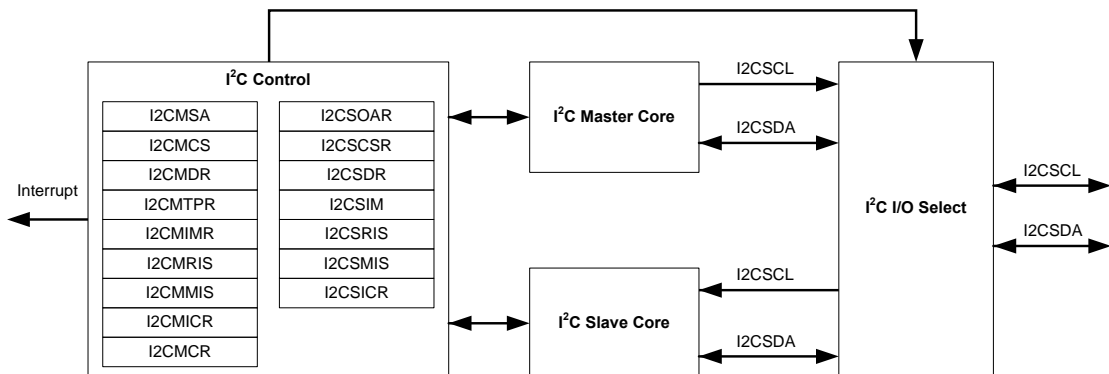 I²C Control
I2CMSA
I2CMCS
I2CMDR
I2CMTPR
I2CMIMR
I2CMRIS
I2CMMIS
I2CMICR
I2CMCR
I2CSOAR
I2CSCSR
I2CSDR
I2CSIM
I2CSRIS
I2CSMIS
I2CSICR
Interrupt
I²C Master Core
I2CSCL
I2CSDA
I²C Slave Core
I2CSCL
I2CSDA
I²C I/O Select
I2CSCL
I2CSDA